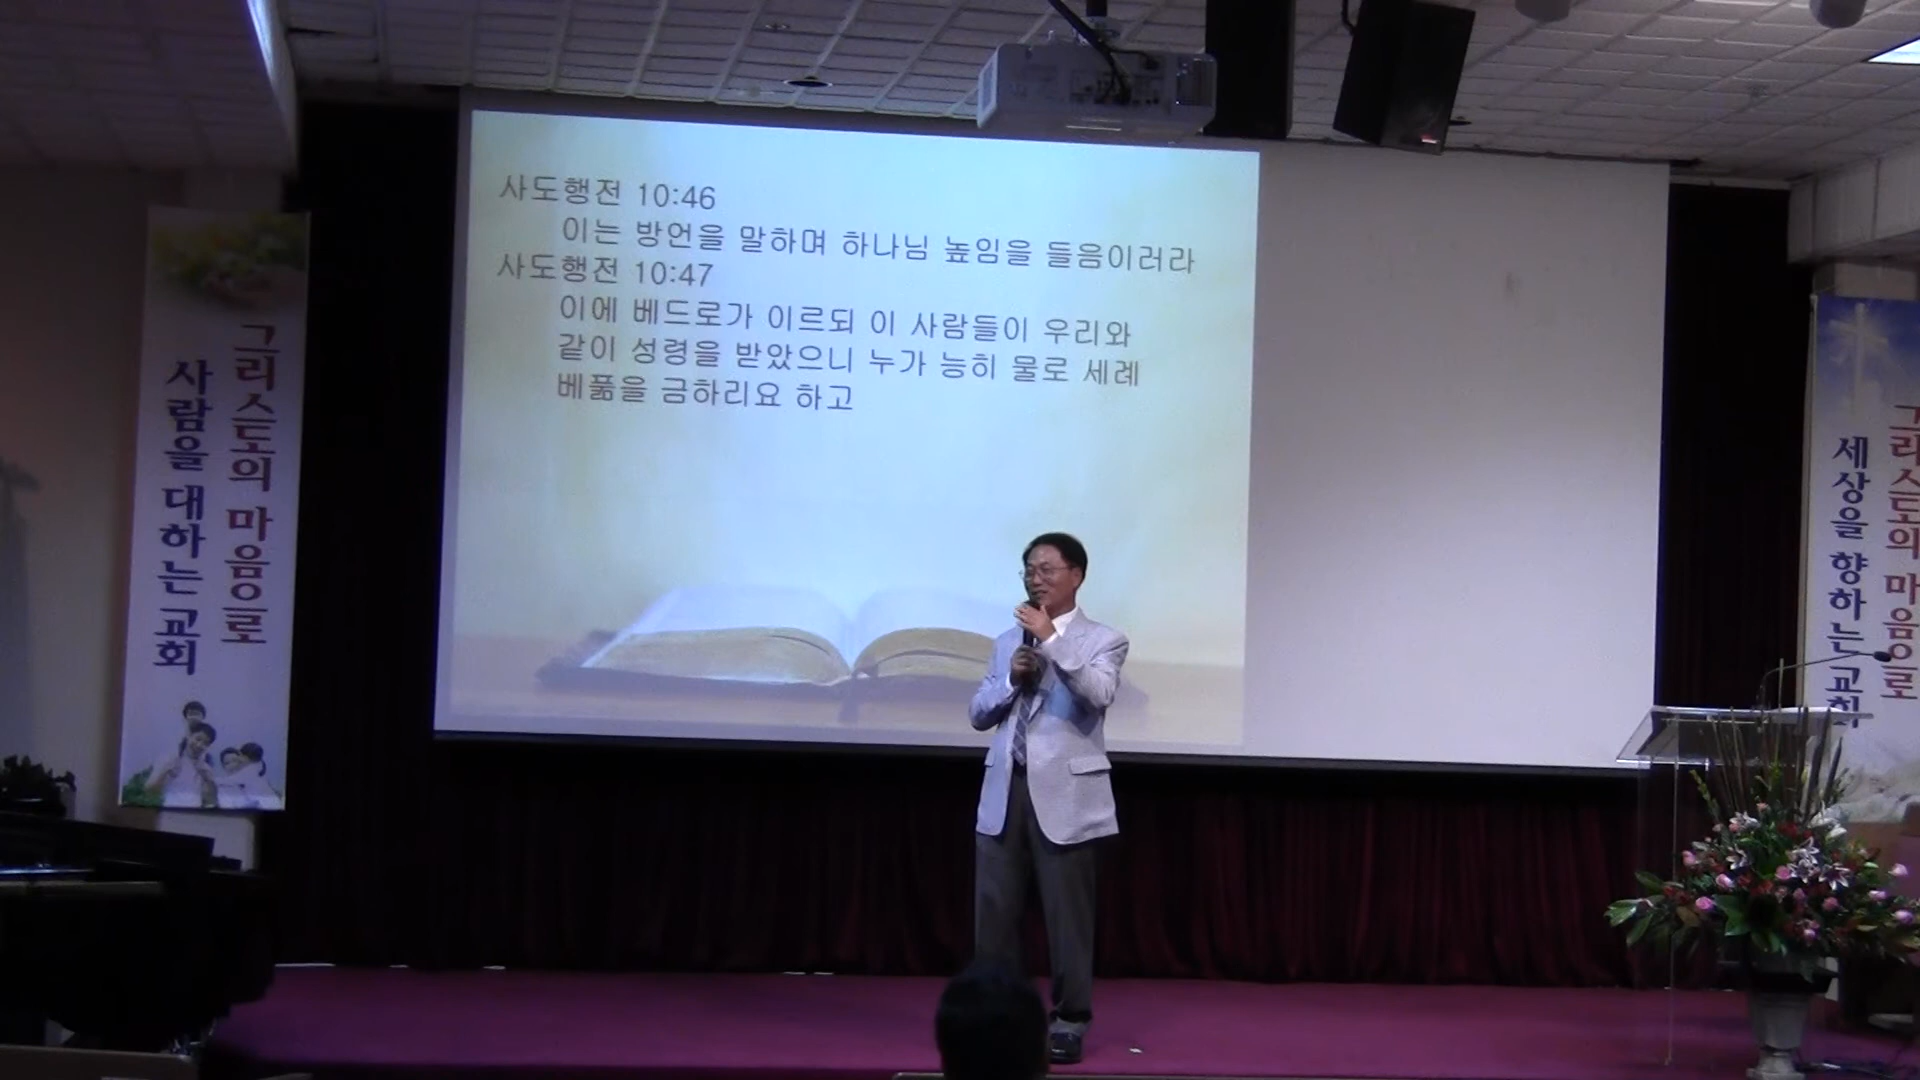 사도행전 10:46
이는 방언을 말하며 하나님 높임을 들음이러라
사도행전 10:47
이에 베드로가 이르되 이 사람들이 우리와
같이 성령을 받았으니 누가 능히 물로 세례
베풂을 금하리요 하고
그리스도의 마음으로
사람을 대하는 교회
그리스도의 마음으로
세상을 향하는 교회